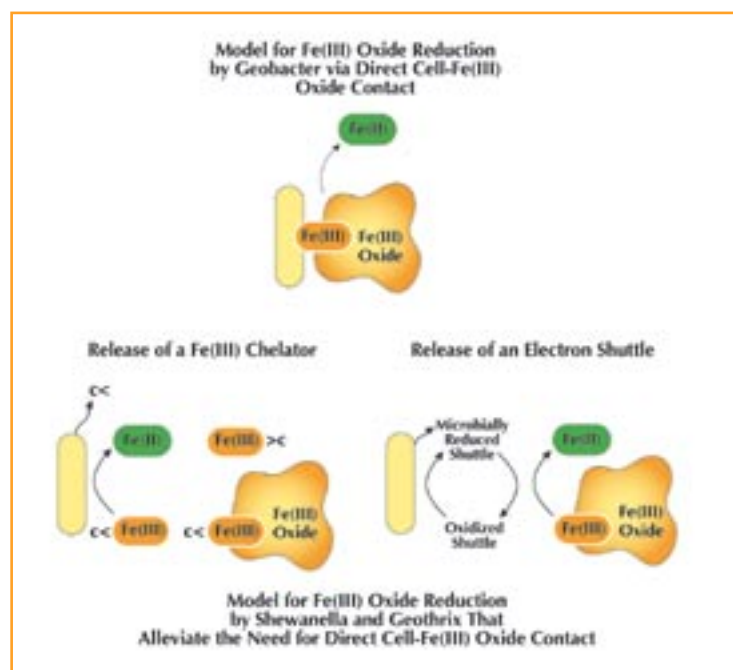 Model for Fe(III) Oxide Reduction
by Geobacter via Direct Cell-Fe(III)
Oxide Contact
Fe(II)
Fe(III)
Fe(III)
Oxide
Release of a Fe(III) Chelator
c<
Fe(II)
Fe(III) >c
c< Fe(III)
c< Fe(III)
Fe(III)
Oxide
Release of an Electron Shuttle
Microbially
Reduced
Shuttle
Oxidized
Shuttle
Fe(II)
Fe(III)
Fe(III)
Oxide
Model for Fe(III) Oxide Reduction
by Shewanella and Geothrix That
Alleviate the Need for Direct Cell-Fe(III) Oxide Contact